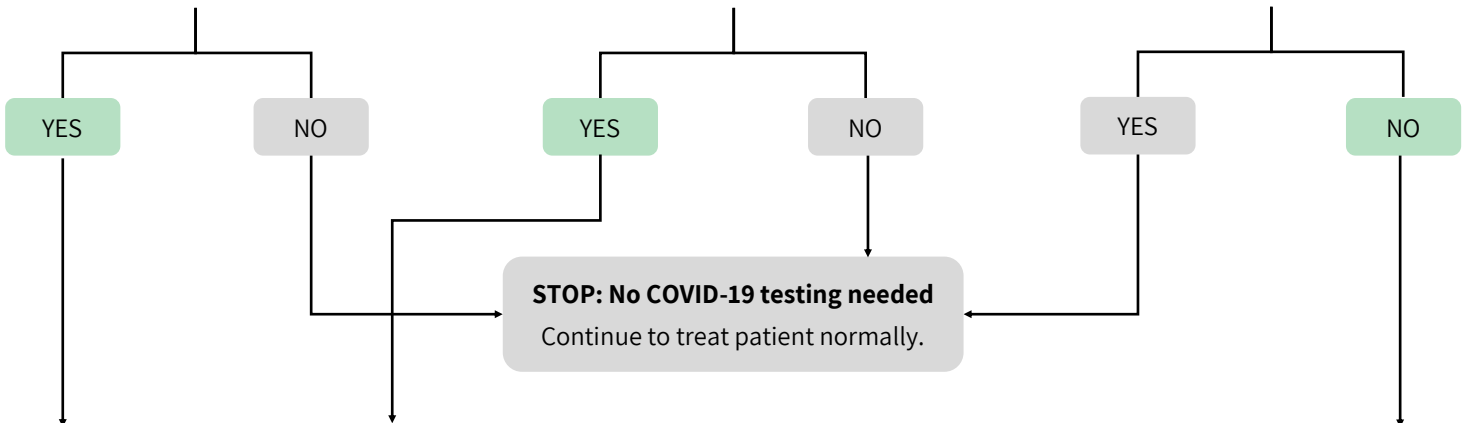 YES
NO
YES
NO
YES
NO
STOP: No COVID-19 testing needed
Continue to treat patient normally.